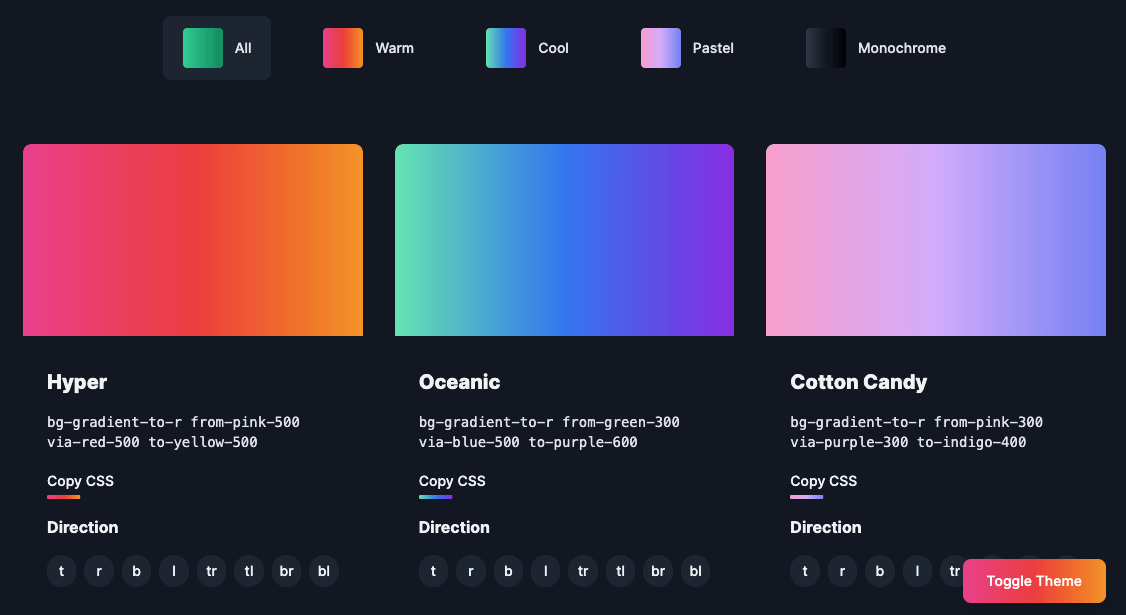 All
Warm
Cool
Pastel
Monochrome
Hyper
bg-gradient-to-r from-pink-500
via-red-500 to-yellow-500
Copy CSS
Direction
t r b l tr tl br bl
Oceanic
bg-gradient-to-r from-green-300
via-blue-500 to-purple-600
Copy CSS
Direction
t r b l tr tl br bl
Cotton Candy
bg-gradient-to-r from-pink-300
via-purple-300 to-indigo-400
Copy CSS
Direction
t r b l tr
Toggle Theme